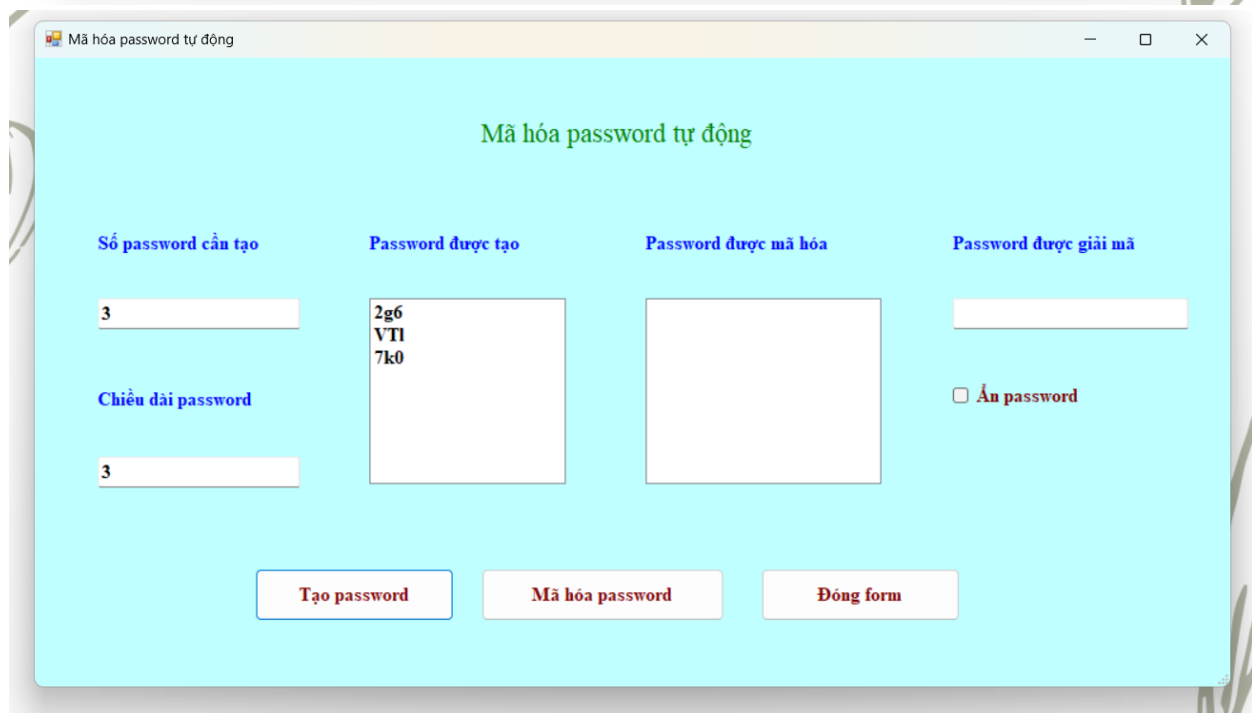 Mã hóa password tự động
Mã hóa password tự động
Số password cần tạo
Password được tạo
Password được mã hóa
Password được giải mã
3
2g6
VTl
7k0
Chiều dài password
Ẩn password
3
Tạo password
Mã hóa password
Đóng form